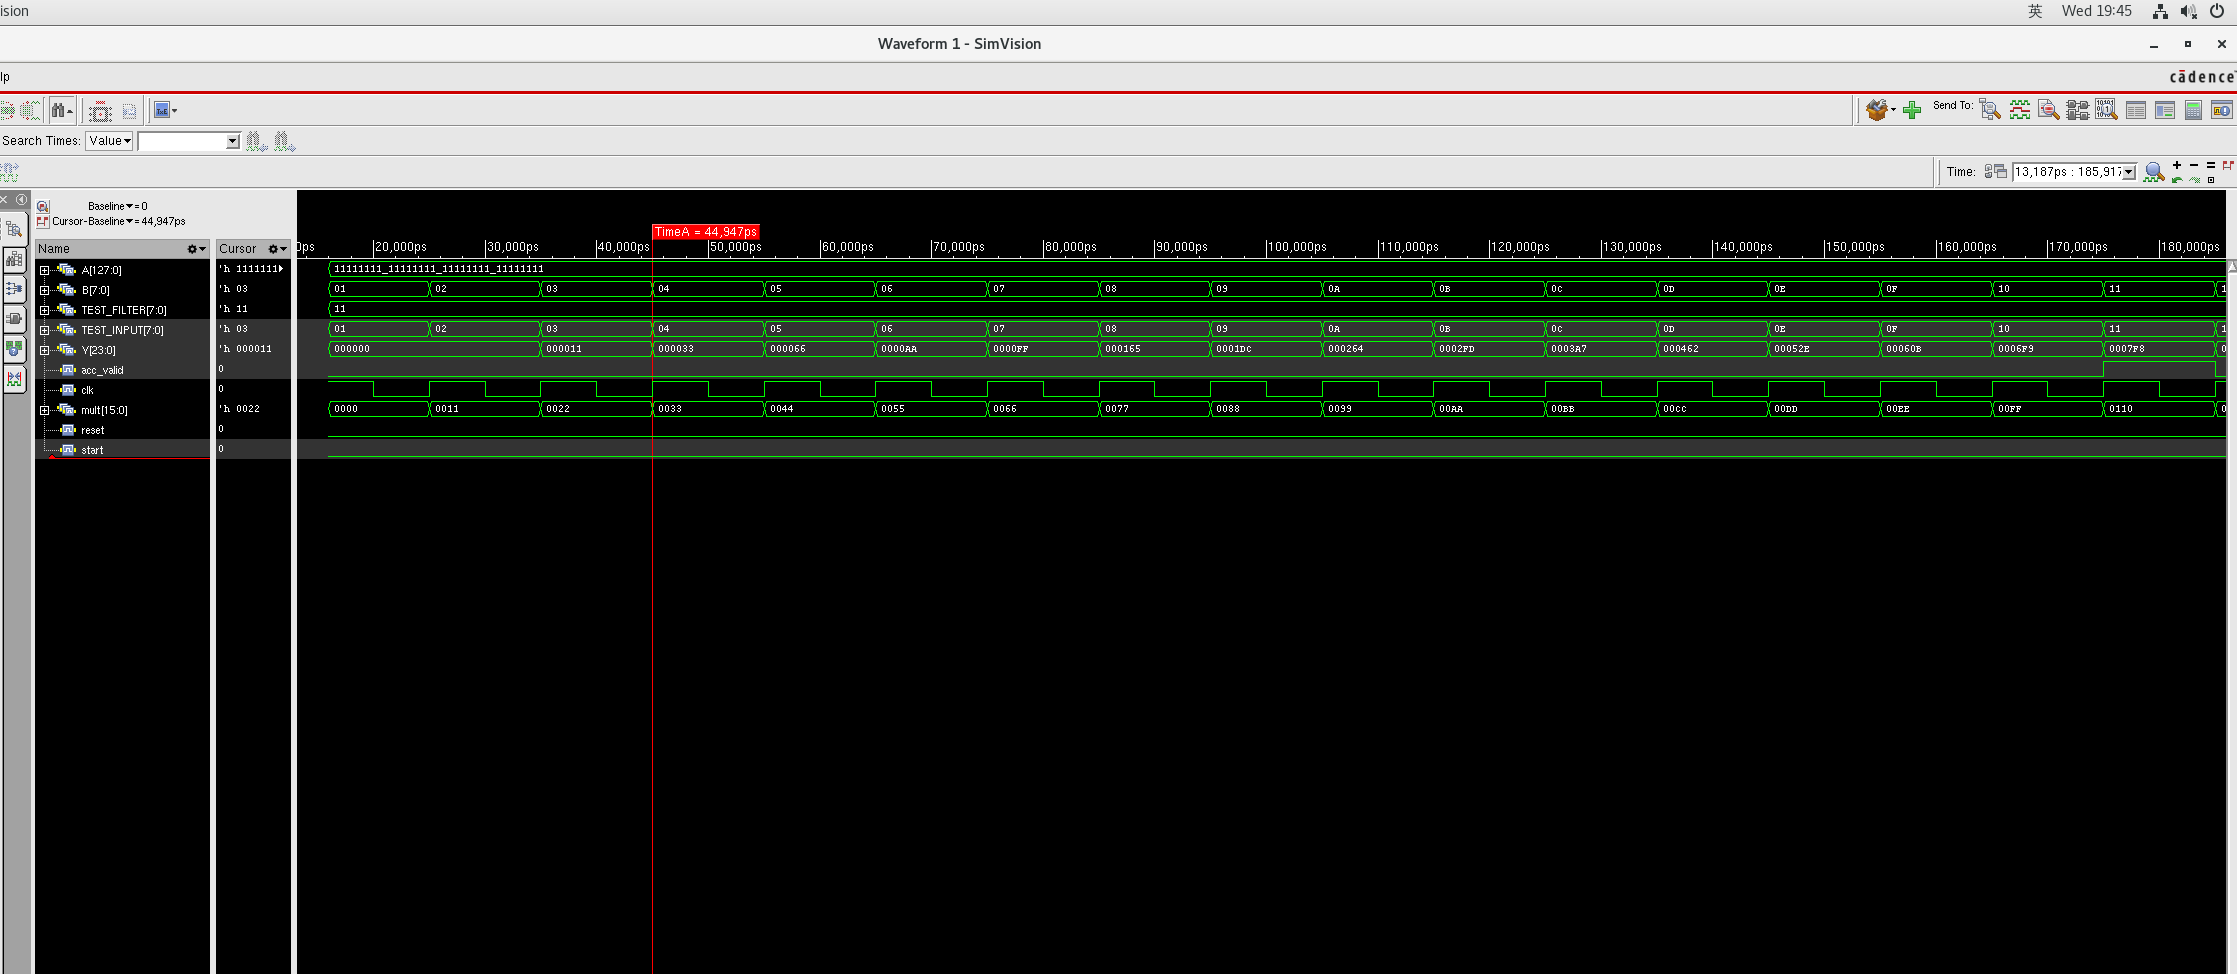 ision
英 Wed 19:45
Waveform 1 - SimVision
lp
cādence
Send To:
Search Times: Value
Time: 13,187ps : 185,917
Baseline = 0
Cursor-Baseline = 44,947ps
TimeA = 44,947ps
Name Cursor 0ps 20,000ps 30,000ps 40,000ps 50,000ps 60,000ps 70,000ps 80,000ps 90,000ps 100,000ps 110,000ps 120,000ps 130,000ps 140,000ps 150,000ps 160,000ps 170,000ps 180,000ps
A[127:0] 'h 1111111 11111111_11111111_11111111_11111111
B[7:0] 'h 03 01 02 03 04 05 06 07 08 09 0A 0B 0C 0D 0E 0F 10 11 1
TEST_FILTER[7:0] 'h 11 11
TEST_INPUT[7:0] 'h 03 01 02 03 04 05 06 07 08 09 0A 0B 0C 0D 0E 0F 10 11 1
Y[23:0] 'h 000011 000000 000011 000033 000066 0000AA 0000FF 000165 0001DC 000264 0002FD 0003A7 000462 00052E 00060B 0006F9 0007F8 0
acc_valid 0
clk 0
mult[15:0] 'h 0022 0000 0011 0022 0033 0044 0055 0066 0077 0088 0099 00AA 00BB 00CC 00DD 00EE 00FF 0110 0
reset 0
start 0